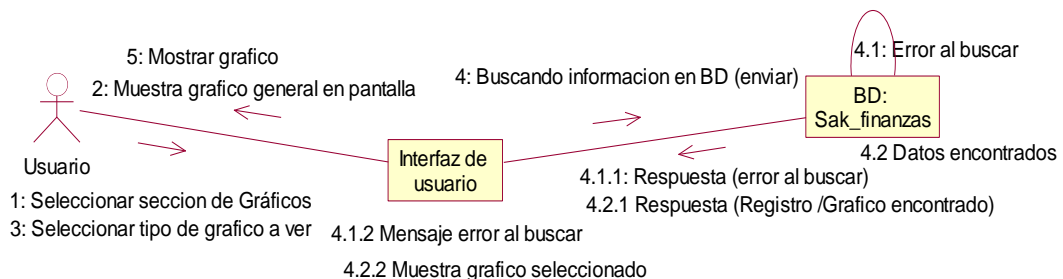 5: Mostrar grafico
2: Muestra grafico general en pantalla
4: Buscando informacion en BD (enviar)
4.1: Error al buscar
BD:
Sak_finanzas
4.2 Datos encontrados
Usuario
Interfaz de
usuario
1: Seleccionar seccion de Gráficos
3: Seleccionar tipo de grafico a ver
4.1.1: Respuesta (error al buscar)
4.2.1 Respuesta (Registro /Grafico encontrado)
4.1.2 Mensaje error al buscar
4.2.2 Muestra grafico seleccionado